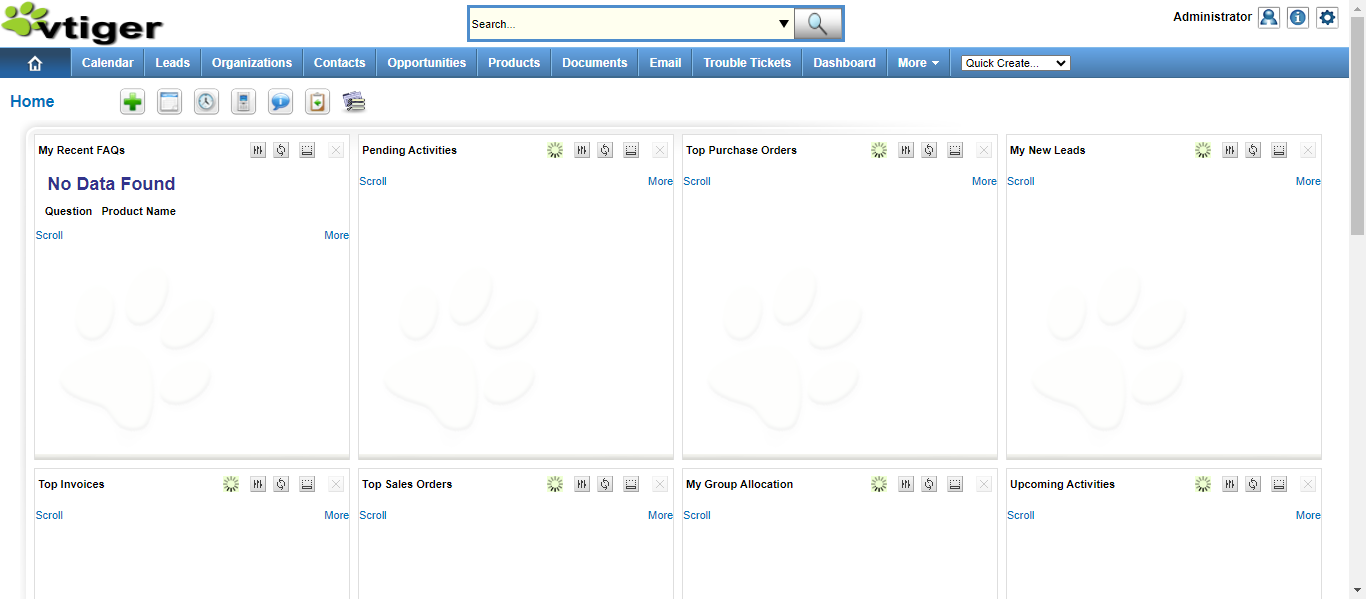 vtiger
Search...
Administrator
Calendar Leads Organizations Contacts Opportunities Products Documents Email Trouble Tickets Dashboard More Quick Create...
Home
My Recent FAQs
No Data Found
Question Product Name
Scroll More
Pending Activities
Scroll More
Top Purchase Orders
Scroll More
My New Leads
Scroll More
Top Invoices
Scroll More
Top Sales Orders
Scroll More
My Group Allocation
Scroll
Upcoming Activities
Scroll More